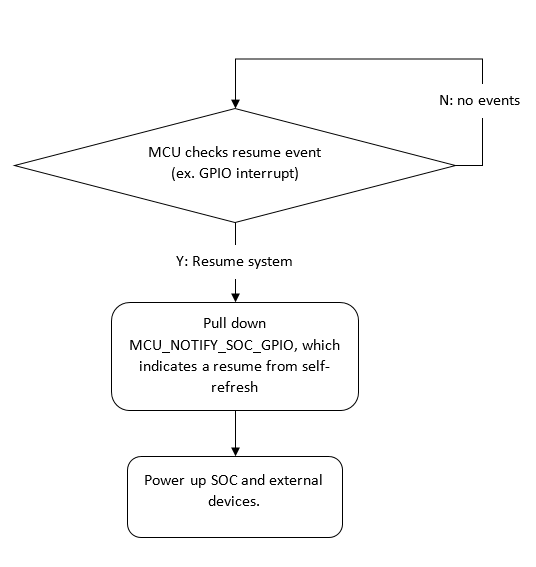 N: no events
MCU checks resume event
(ex. GPIO interrupt)
Y: Resume system
Pull down
MCU_NOTIFY_SOC_GPIO, which
indicates a resume from self-
refresh
Power up SOC and external
devices.